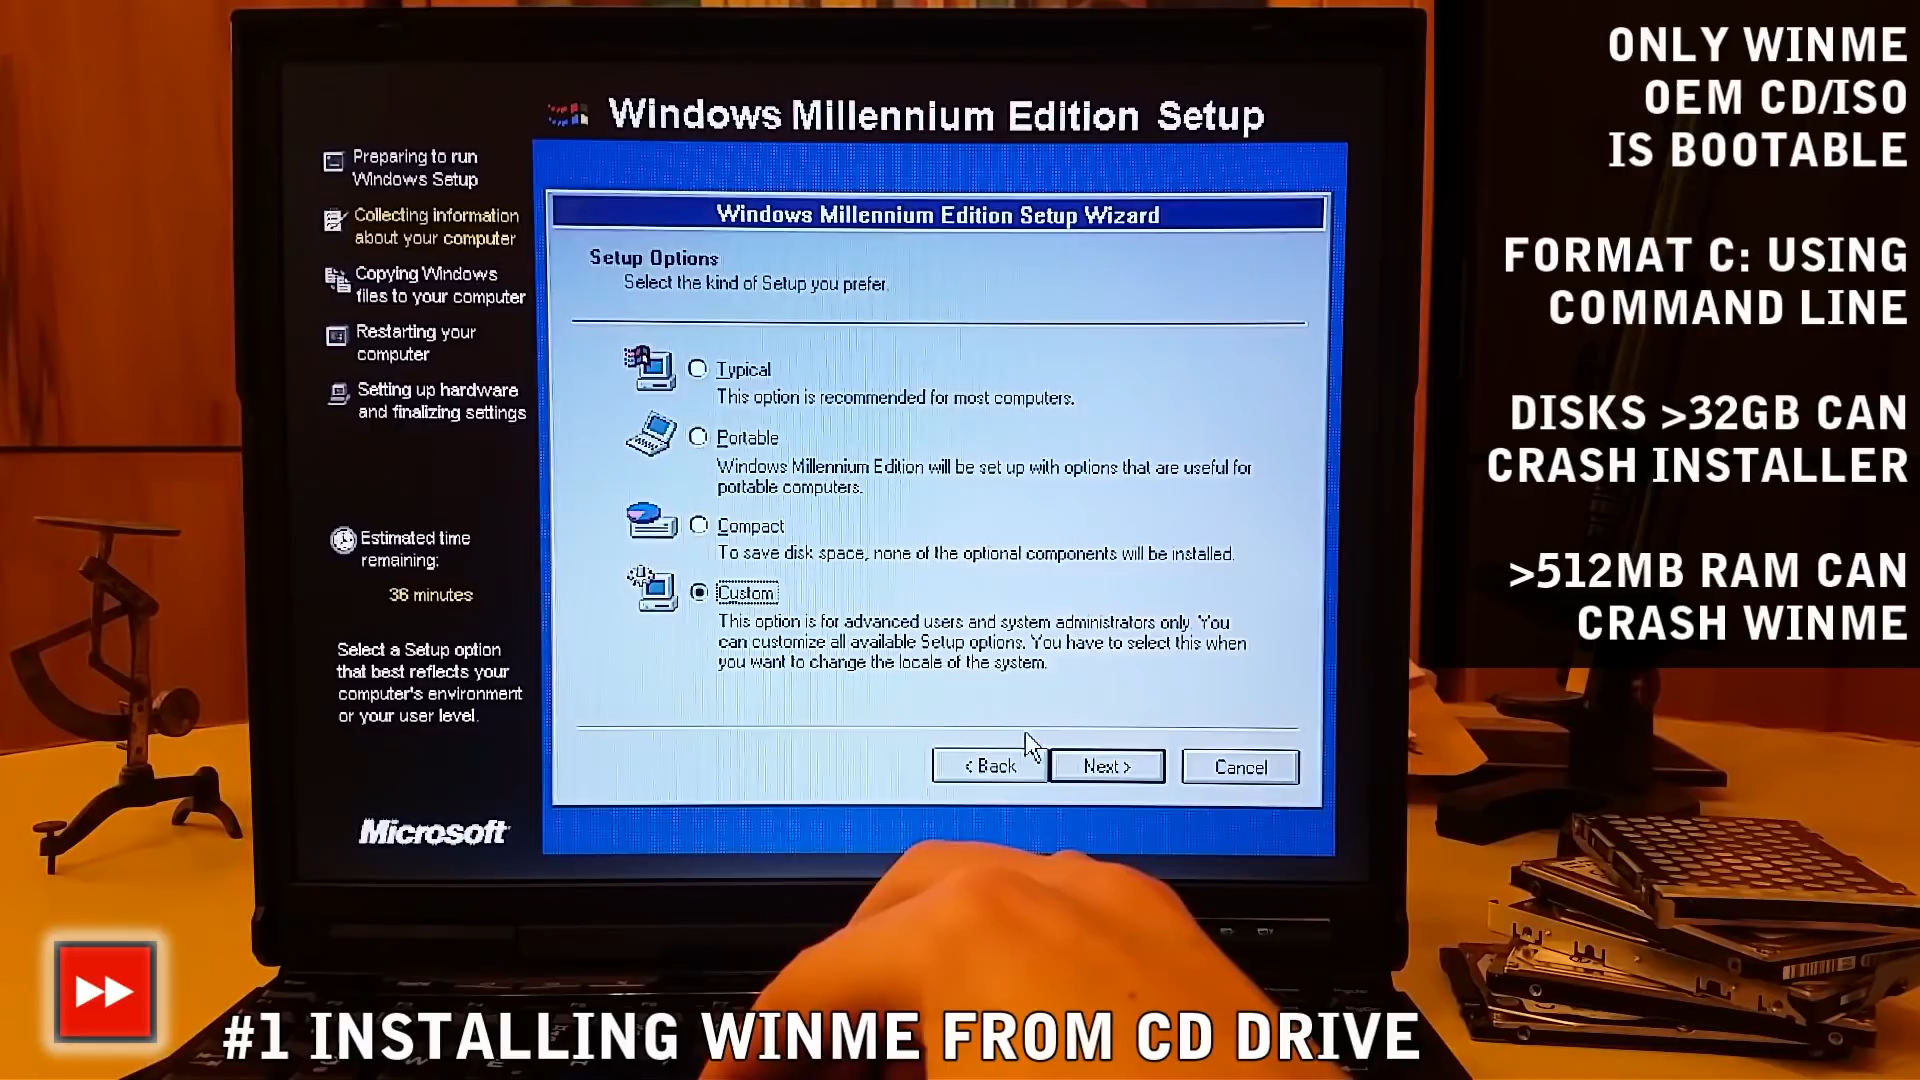 Windows Millennium Edition Setup
Preparing to run
Windows Setup
Collecting information
about your computer
Copying Windows
files to your computer
Restarting your
computer
Setting up hardware
and finalizing settings
Estimated time
remaining:
36 minutes
Select a Setup option
that best reflects your
computer's environment
or your user level.
Microsoft
Windows Millennium Edition Setup Wizard
Setup Options
Select the kind of Setup you prefer.
Typical
This option is recommended for most computers.
Portable
Windows Millennium Edition will be set up with options that are useful for
portable computers.
Compact
To save disk space, none of the optional components will be installed.
Custom
This option is for advanced users and system administrators only. You
can customize all available Setup options. You have to select this when
you want to change the locale of the system.
< Back
Next >
Cancel
ONLY WINME
OEM CD/ISO
IS BOOTABLE
FORMAT C: USING
COMMAND LINE
DISKS >32GB CAN
CRASH INSTALLER
>512MB RAM CAN
CRASH WINME
#1 INSTALLING WINME FROM CD DRIVE